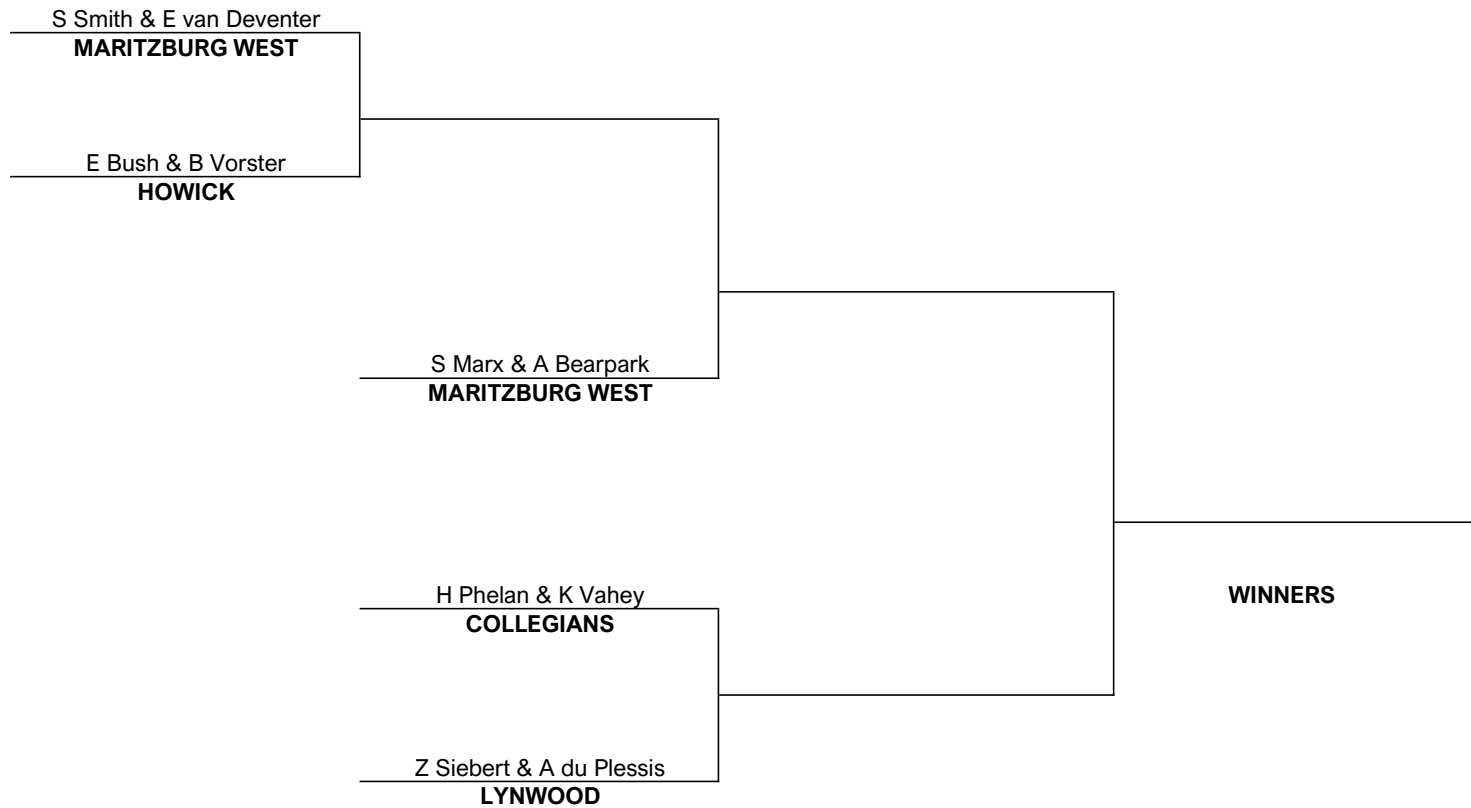 S Smith & E van Deventer
MARITZBURG WEST
E Bush & B Vorster
HOWICK
S Marx & A Bearpark
MARITZBURG WEST
H Phelan & K Vahey
COLLEGIANS
WINNERS
Z Siebert & A du Plessis
LYNWOOD